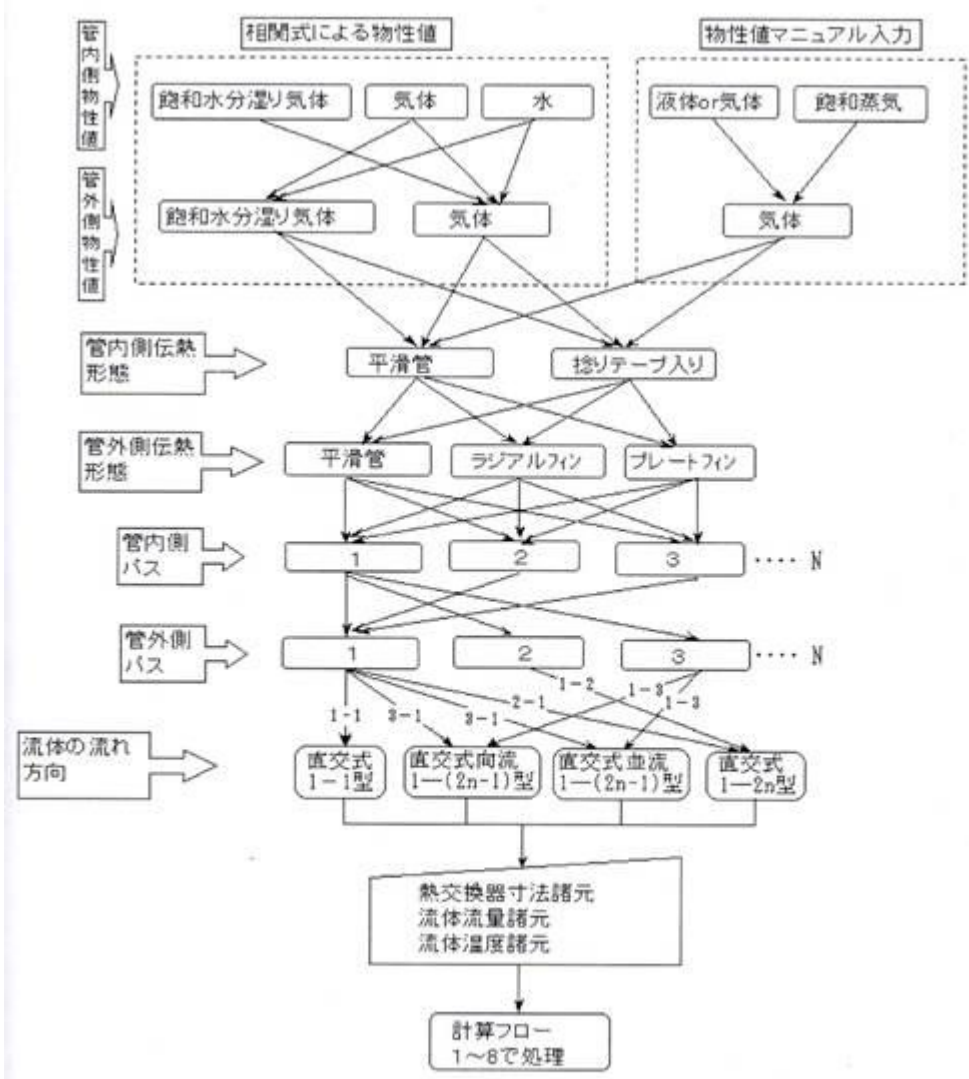 管内側物性値
相関式による物性値
物性値マニュアル入力
飽和水分湿り気体
気体
水
液体or気体
飽和蒸気
管外側物性値
飽和水分湿り気体
気体
気体
管内側伝熱
形態
平滑管
捻りテープ入り
管外側伝熱
形態
平滑管
ラジアルフィン
プレートフィン
管内側
パス
1
2
3
‥‥ N
管外側
パス
1
2
3
‥‥ N
1-1
3-1
3-1
2-1
1-2
1-3
1-3
流体の流れ
方向
直交式
1-1型
直交式向流
1―(2n-1)型
直交式並流
1―(2n-1)型
直交式
1―2n型
熱交換器寸法諸元
流体流量諸元
流体温度諸元
計算フロー
1~8で処理